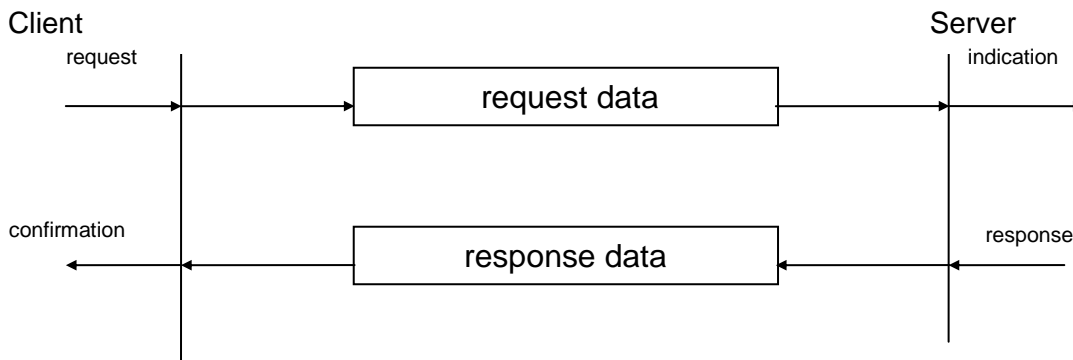 Client
Server
request
indication
request data
confirmation
response
response data